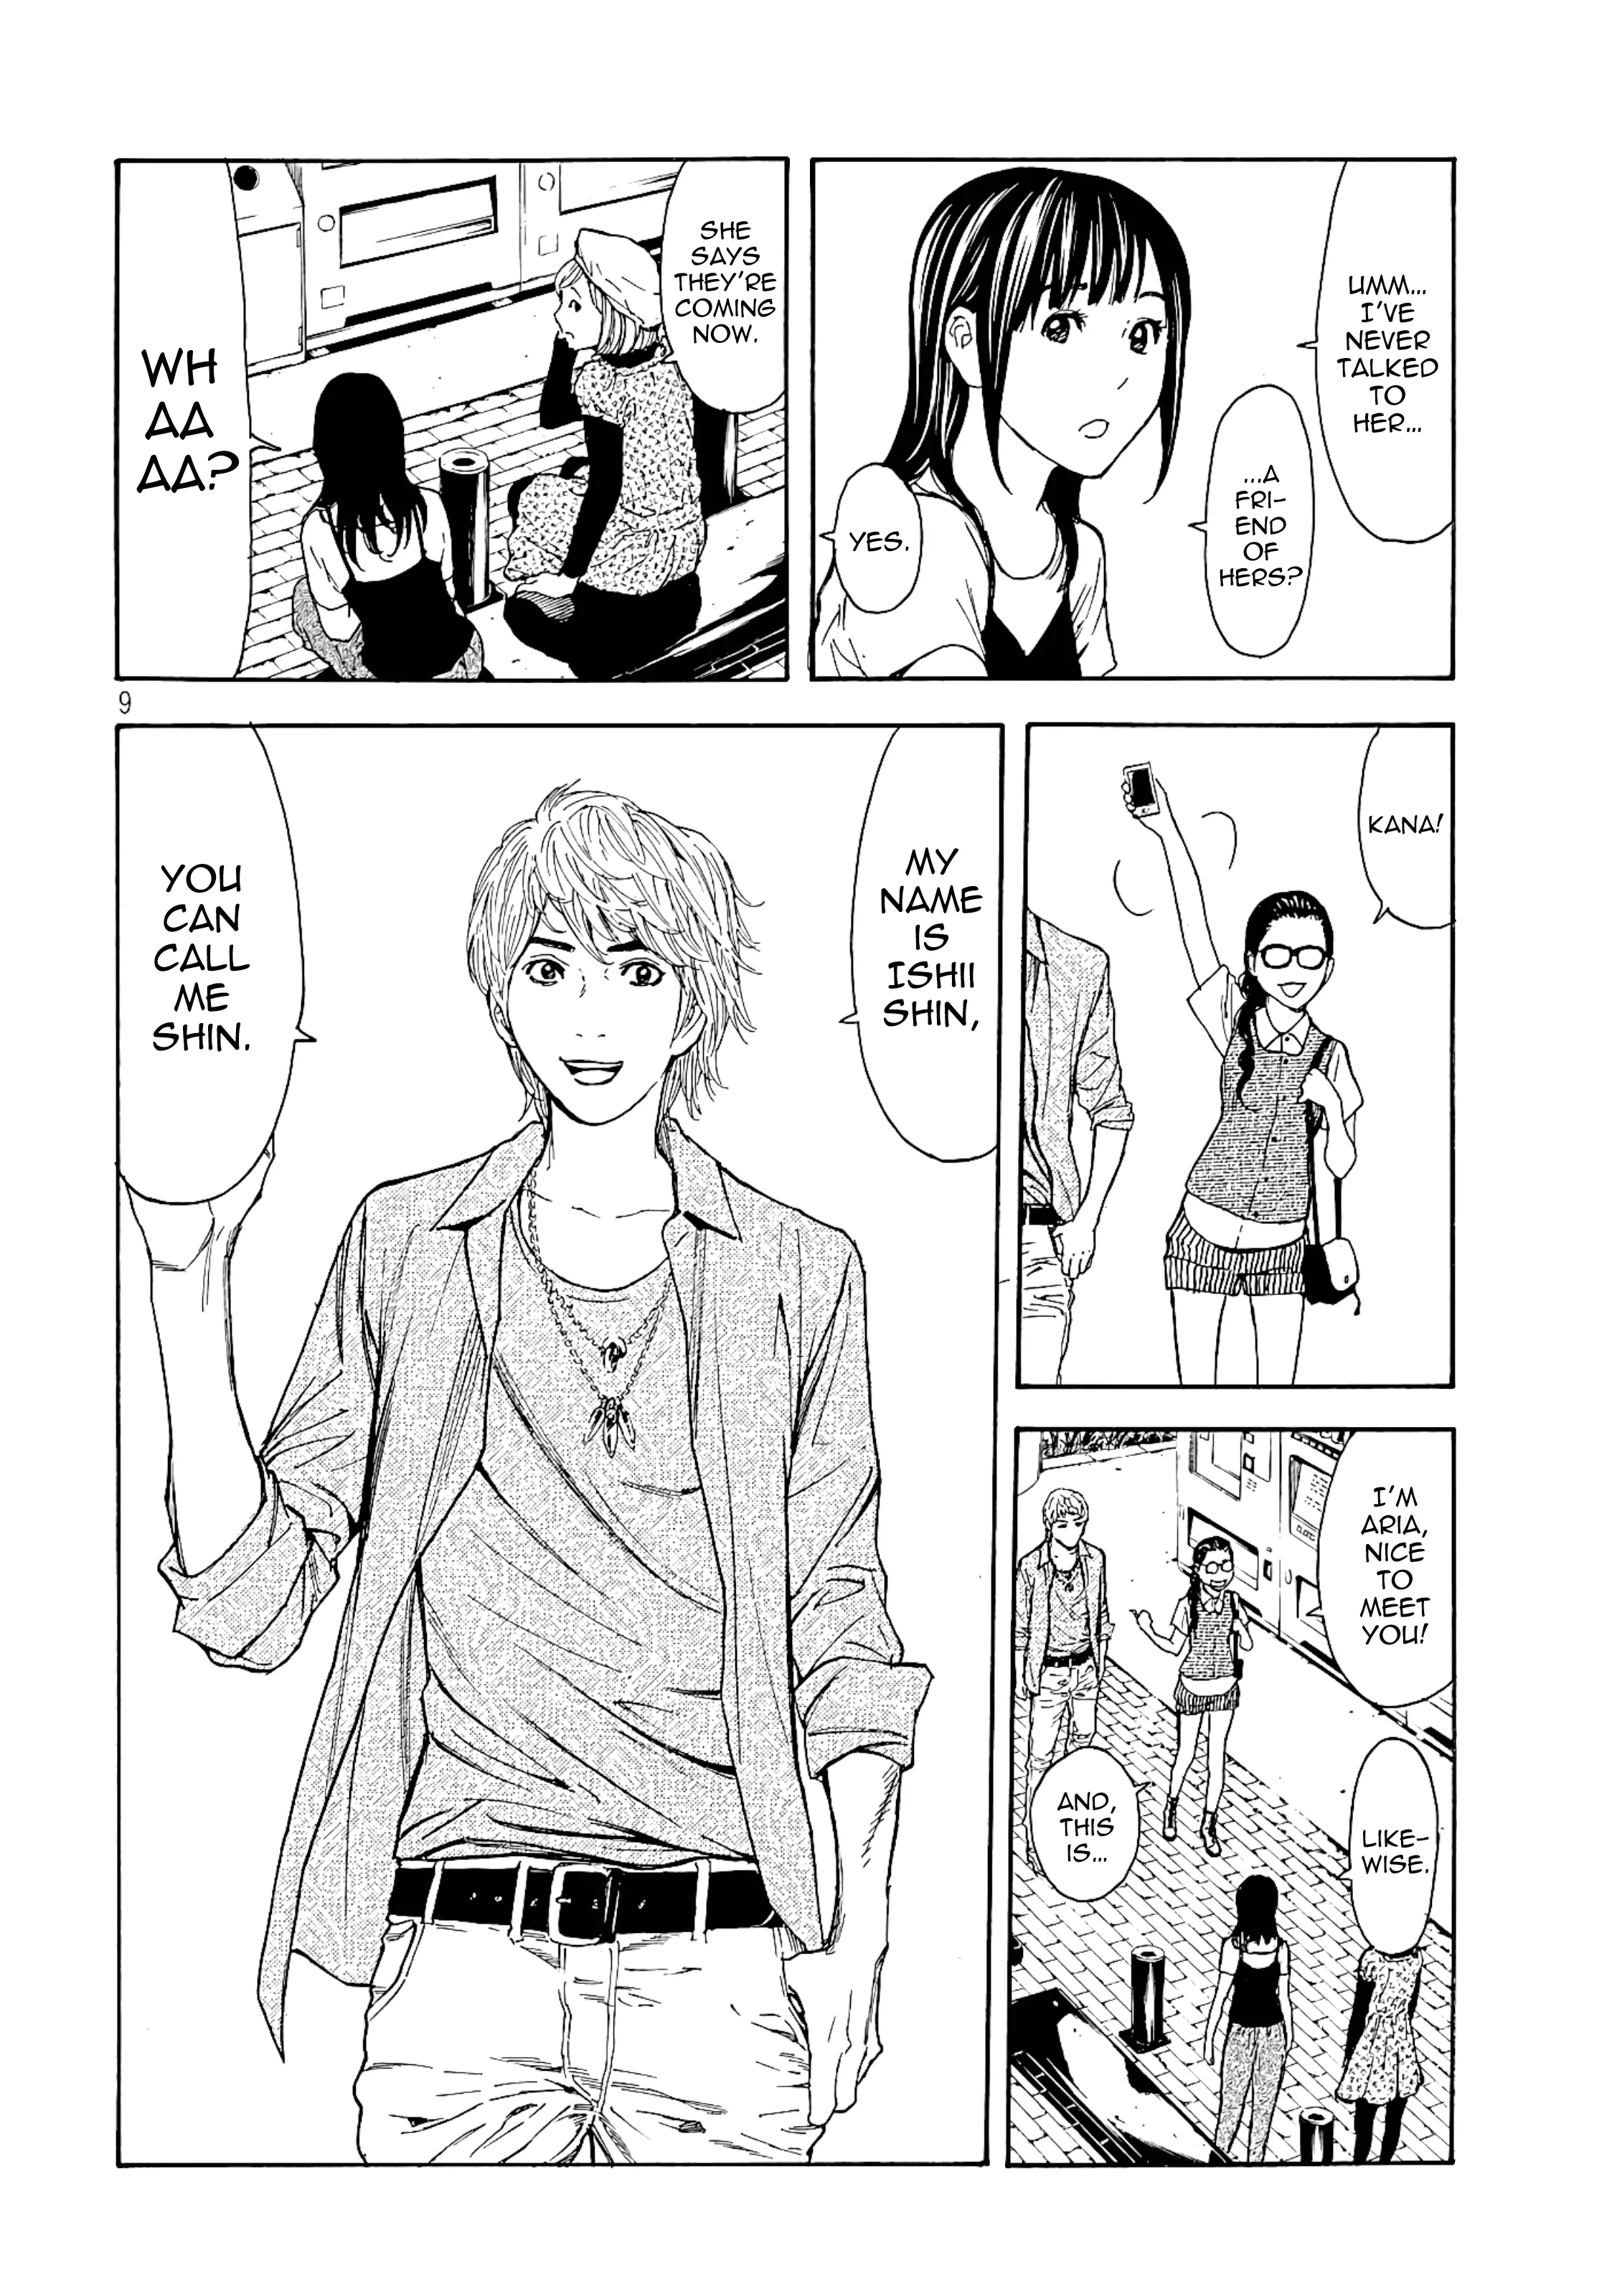 UMM...
I'VE
NEVER
TALKED
TO
HER...
...A
FRI-
END
OF
HERS?
YES.
SHE
SAYS
THEY'RE
COMING
NOW.
WH
AA
AA?
9
KANA!
I'M
ARIA,
NICE
TO
MEET
YOU!
LIKE-
WISE.
AND,
THIS
IS...
MY
NAME
IS
ISHII
SHIN,
YOU
CAN
CALL
ME
SHIN.